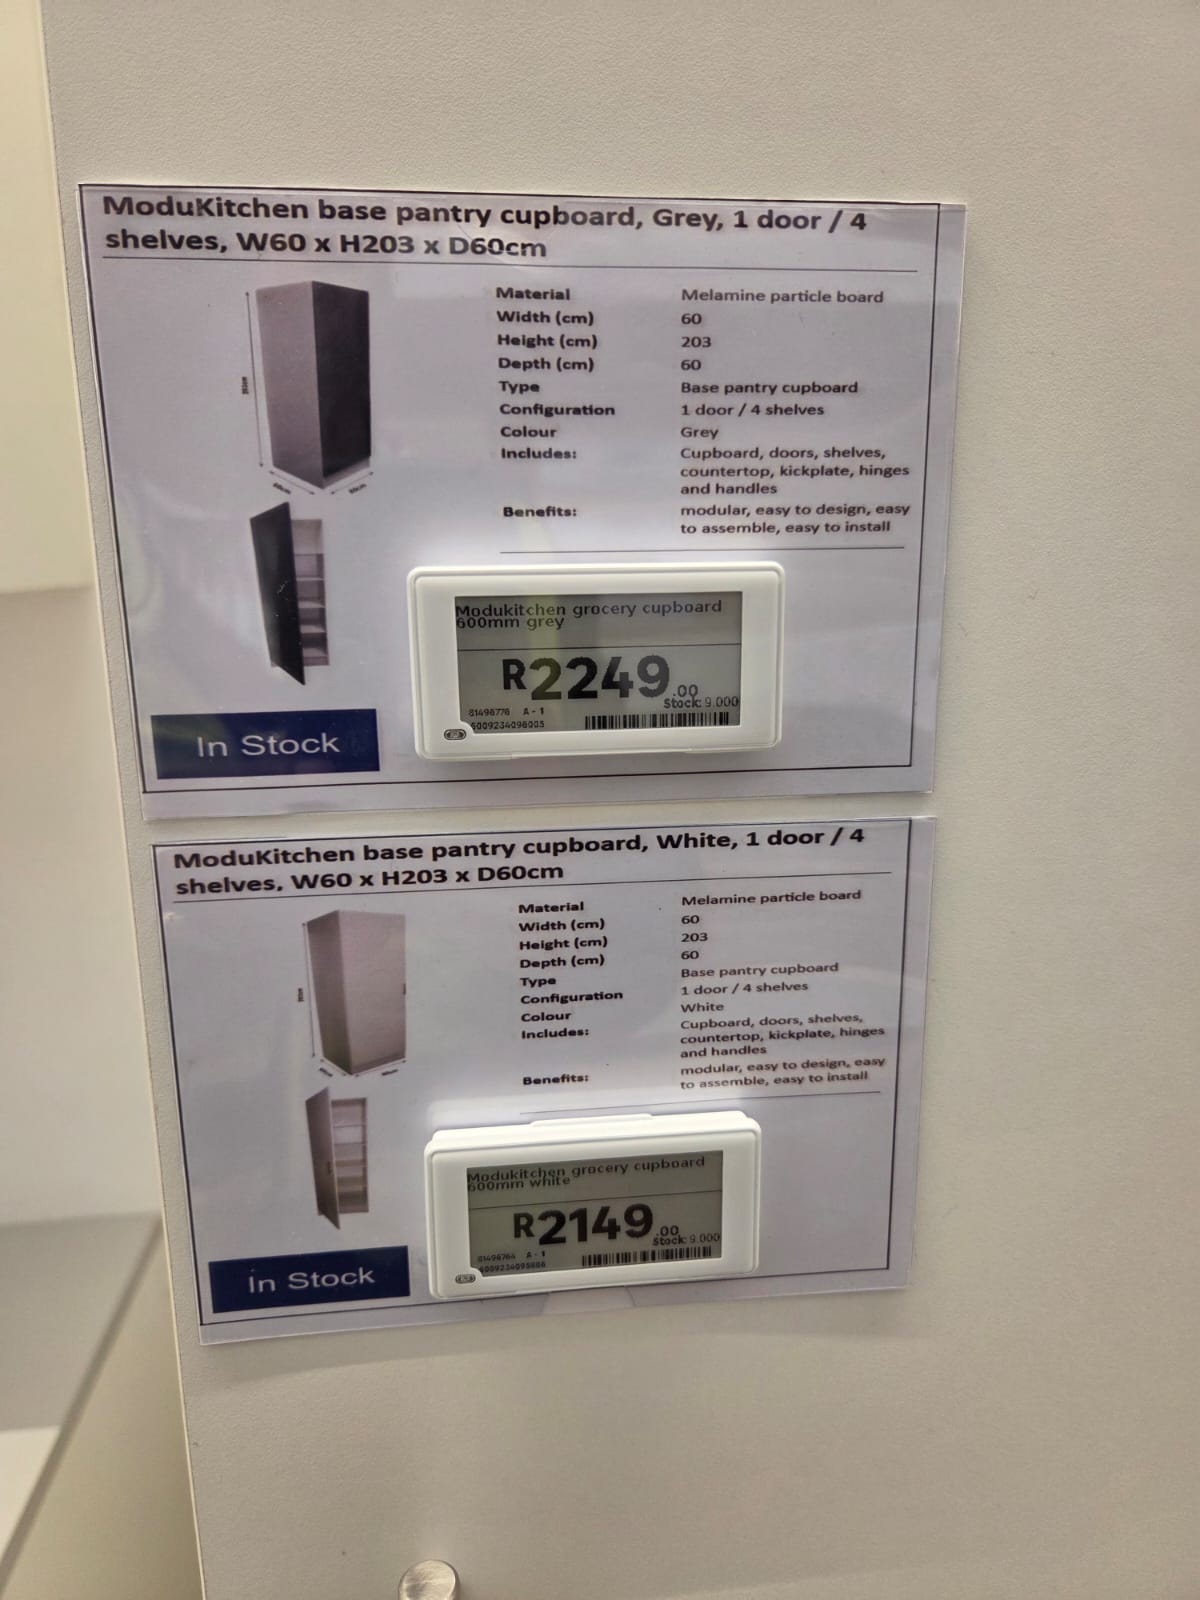 ModuKitchen base pantry cupboard, Grey, 1 door / 4
shelves, W60 x H203 x D60cm
Material Melamine particle board
Width (cm) 60
Height (cm) 203
Depth (cm) 60
Type Base pantry cupboard
Configuration 1 door / 4 shelves
Colour Grey
Includes: Cupboard, doors, shelves,
countertop, kickplate, hinges
and handles
Benefits: modular, easy to design, easy
to assemble, easy to install
Modukitchen grocery cupboard
600mm grey
R2249.00
Stock: 9.000
81496776 A-1
6009234096005
In Stock
ModuKitchen base pantry cupboard, White, 1 door / 4
shelves, W60 x H203 x D60cm
Material Melamine particle board
Width (cm) 60
Height (cm) 203
Depth (cm) 60
Type Base pantry cupboard
Configuration 1 door / 4 shelves
Colour White
Includes: Cupboard, doors, shelves,
countertop, kickplate, hinges
and handles
Benefits: modular, easy to design, easy
to assemble, easy to install
Modukitchen grocery cupboard
600mm white
R2149.00
Stock: 9.000
81496764 A-1
In Stock